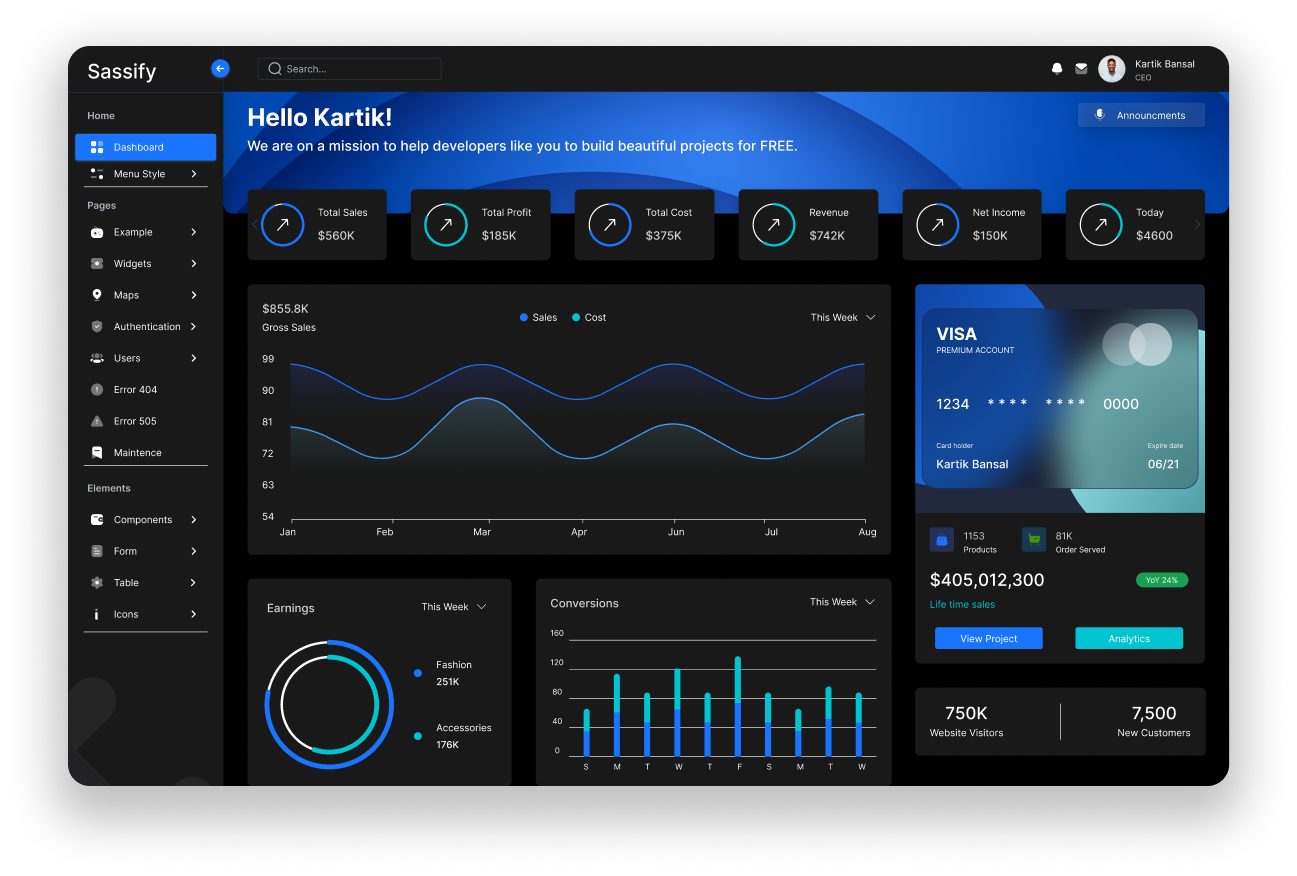 Sassify
Search...
Kartik Bansal
CEO
Home
Dashboard
Menu Style
Pages
Example
Widgets
Maps
Authentication
Users
Error 404
Error 505
Maintence
Elements
Components
Form
Table
Icons
Hello Kartik!
We are on a mission to help developers like you to build beautiful projects for FREE.
Announcments
Total Sales
$560K
Total Profit
$185K
Total Cost
$375K
Revenue
$742K
Net Income
$150K
Today
$4600
$855.8K
Gross Sales
Sales
Cost
This Week
99
90
81
72
63
54
Jan Feb Mar Apr Jun Jul Aug
VISA
PREMIUM ACCOUNT
1234 **** **** 0000
Card holder
Kartik Bansal
Expire date
06/21
1153
Products
81K
Order Served
$405,012,300
YoY 24%
Life time sales
View Project
Analytics
Earnings
This Week
Fashion
251K
Accessories
176K
Conversions
This Week
160
120
80
40
0
S M T W T F S M T W
750K
Website Visitors
7,500
New Customers